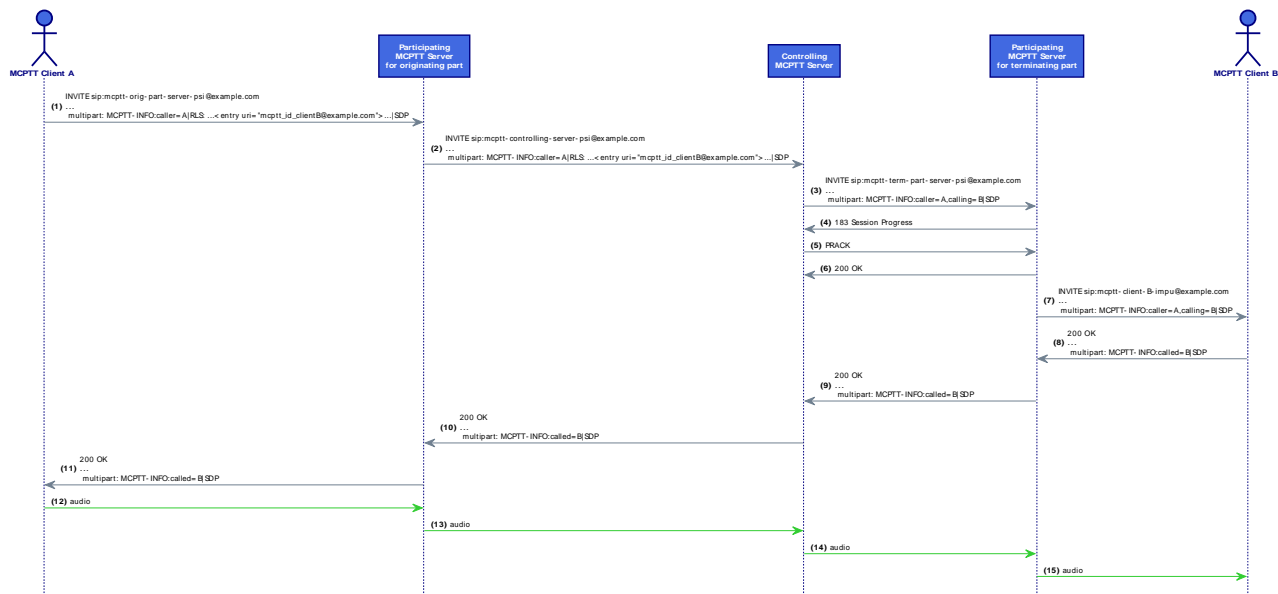 MCPTT Client A
Participating
MCPTT Server
for originating part
Controlling
MCPTT Server
Participating
MCPTT Server
for terminating part
MCPTT Client B
INVITE sip:mcptt-orig-part-server-psi@example.com
(1) ...
multipart: MCPTT-INFO:caller=A|RLS: ...<entry uri="mcptt_id_clientB@example.com">...|SDP
INVITE sip:mcptt-controlling-server-psi@example.com
(2) ...
multipart: MCPTT-INFO:caller=A|RLS: ...<entry uri="mcptt_id_clientB@example.com">...|SDP
INVITE sip:mcptt-term-part-server-psi@example.com
(3) ...
multipart: MCPTT-INFO:caller=A,calling=B|SDP
(4) 183 Session Progress
(5) PRACK
(6) 200 OK
INVITE sip:mcptt-client-B-impu@example.com
(7) ...
multipart: MCPTT-INFO:caller=A,calling=B|SDP
200 OK
(8) ...
multipart: MCPTT-INFO:called=B|SDP
200 OK
(9) ...
multipart: MCPTT-INFO:called=B|SDP
200 OK
(10) ...
multipart: MCPTT-INFO:called=B|SDP
200 OK
(11) ...
multipart: MCPTT-INFO:called=B|SDP
(12) audio
(13) audio
(14) audio
(15) audio